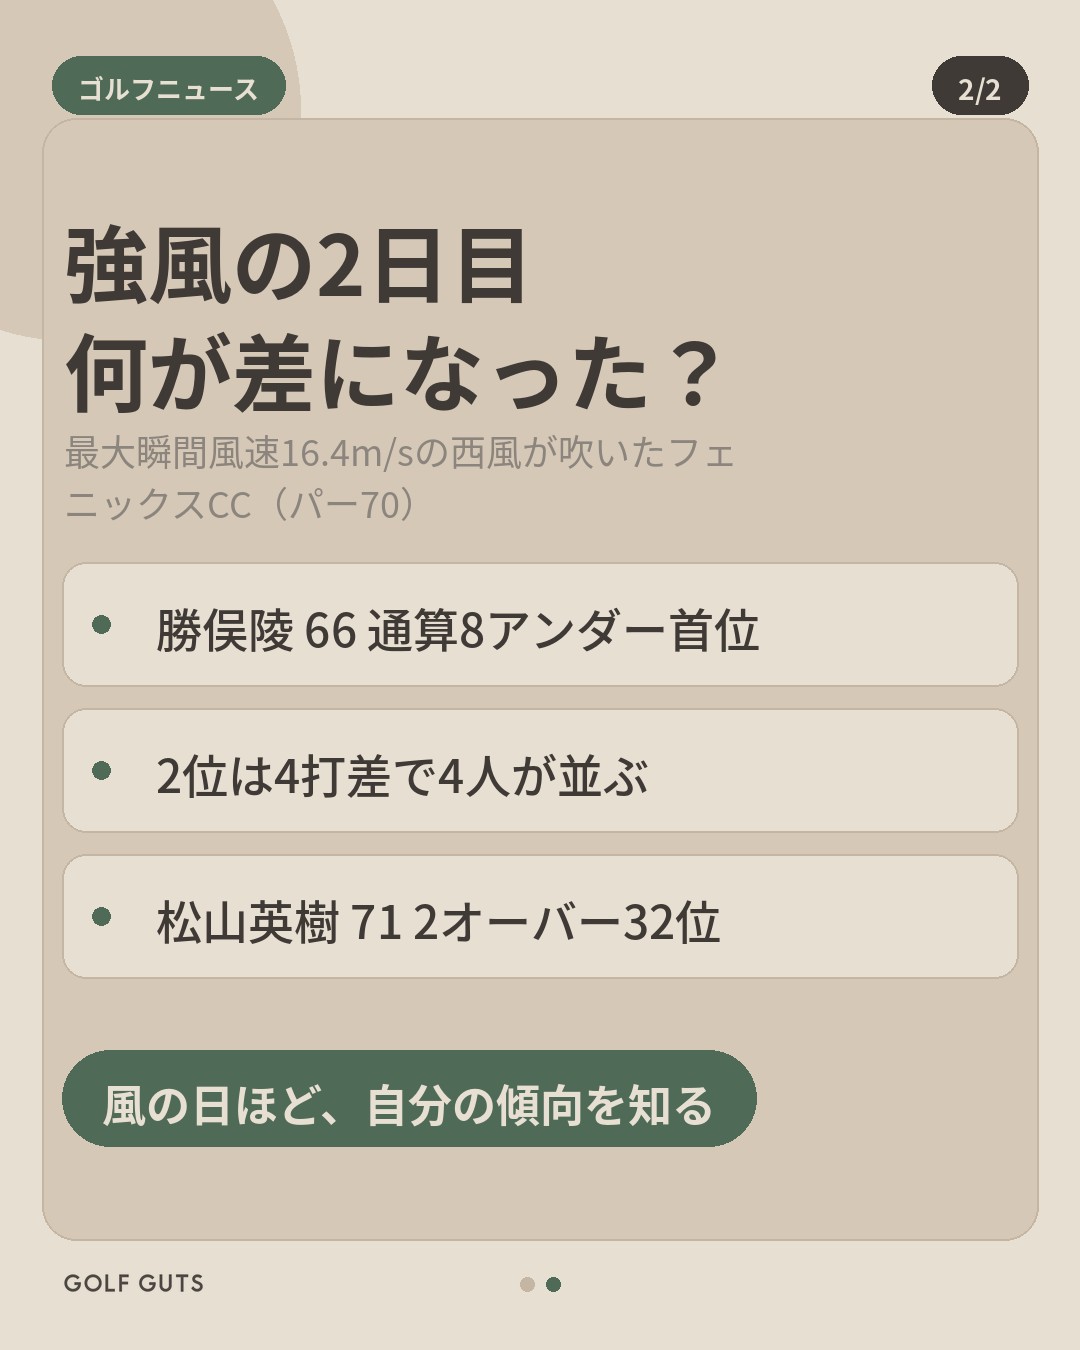 ゴルフニュース
2/2
強風の2日目
何が差になった？
最大瞬間風速16.4m/sの西風が吹いたフェ
ニックスCC（パー70）
勝俣陵 66 通算8アンダー首位
2位は4打差で4人が並ぶ
松山英樹 71 2オーバー32位
風の日ほど、自分の傾向を知る
GOLF GUTS